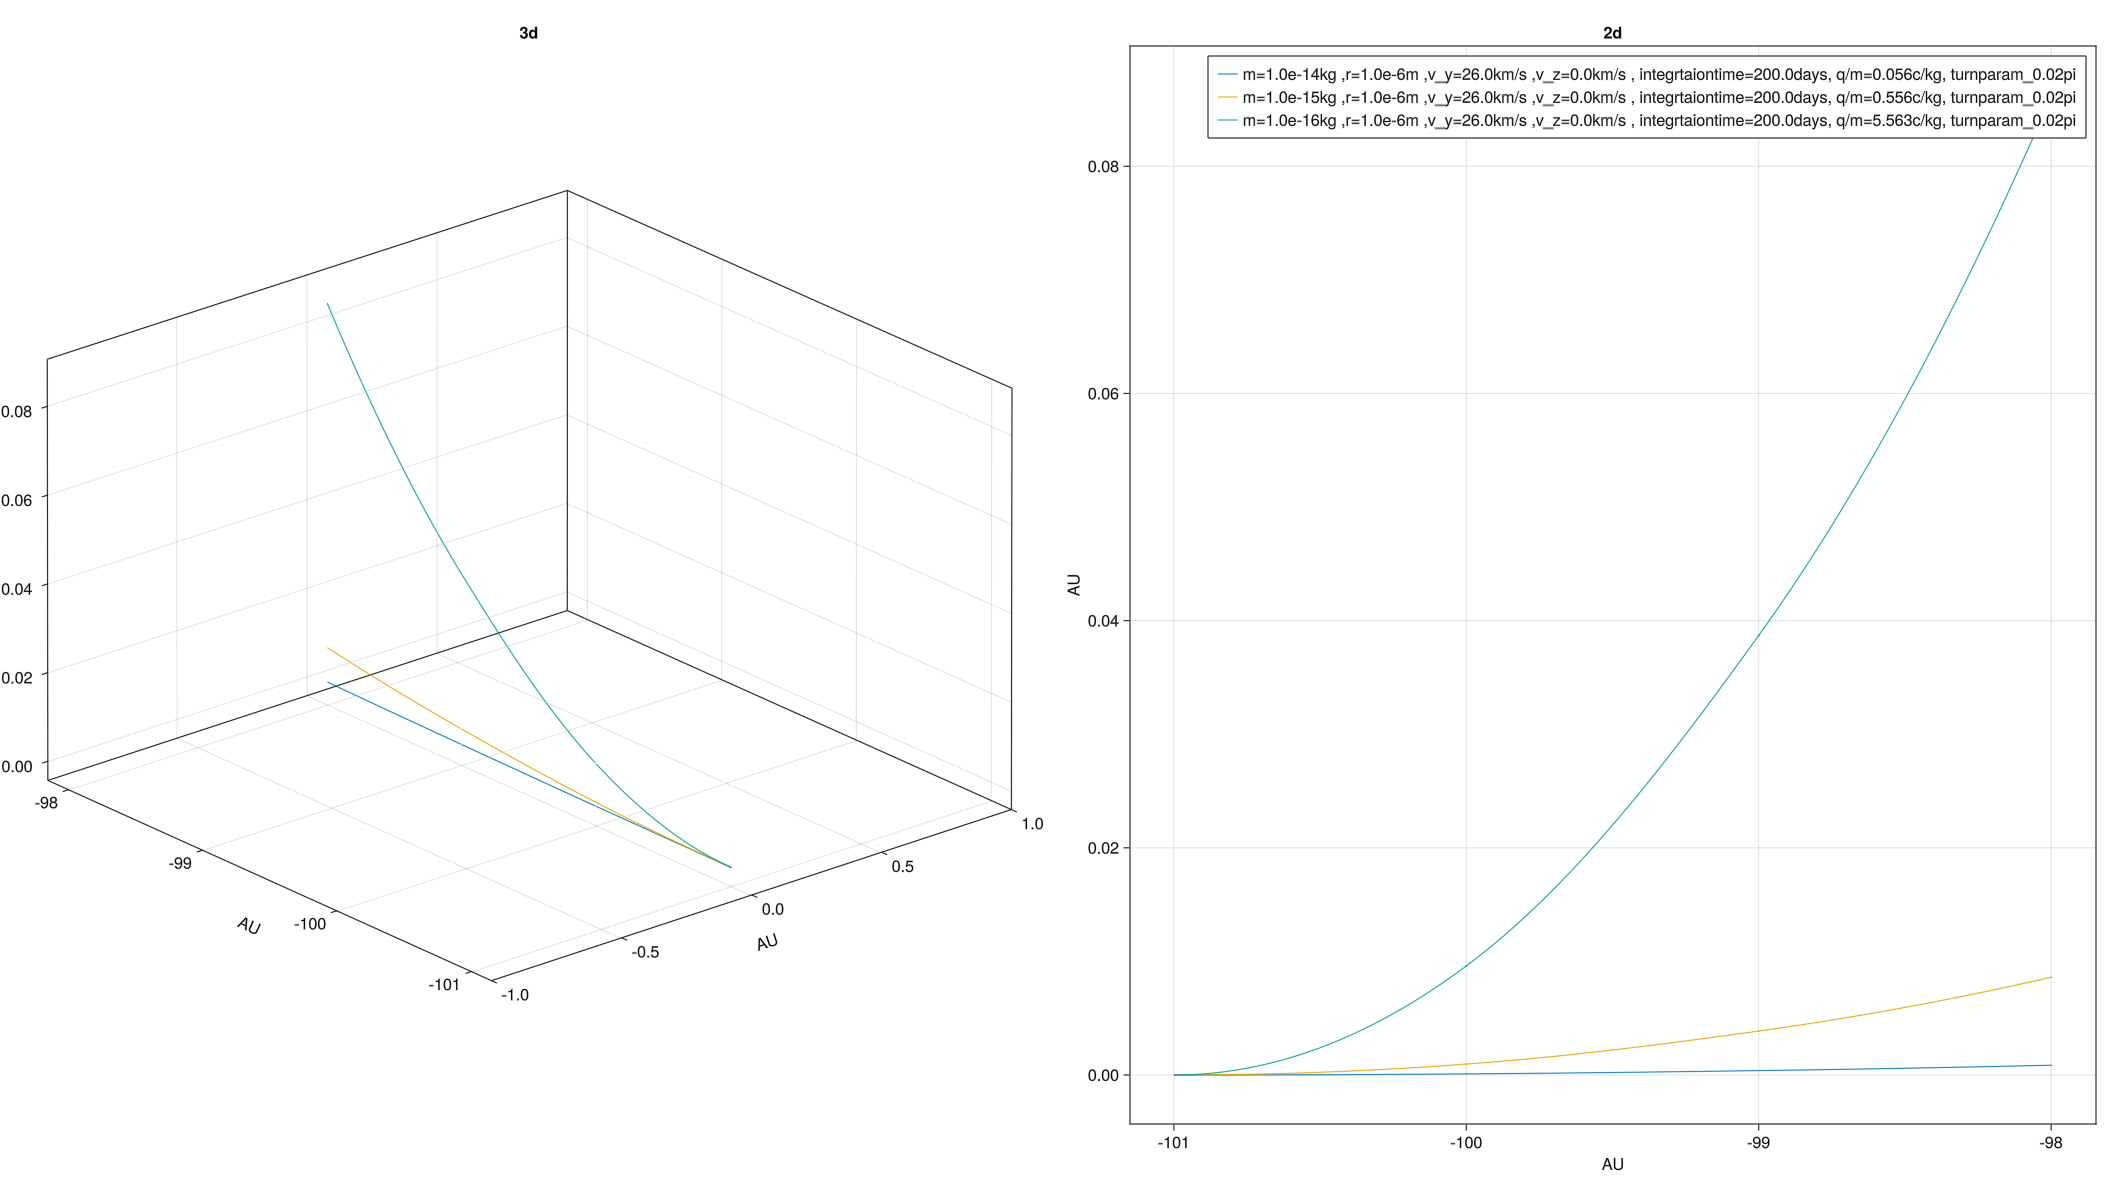 3d
0.08
0.06
0.04
0.02
0.00
-98
-99
-100
-101
AU
-1.0
-0.5
0.0
0.5
1.0
AU
2d
m=1.0e-14kg ,r=1.0e-6m ,v_y=26.0km/s ,v_z=0.0km/s , integrtaiontime=200.0days, q/m=0.056c/kg, turnparam_0.02pi
m=1.0e-15kg ,r=1.0e-6m ,v_y=26.0km/s ,v_z=0.0km/s , integrtaiontime=200.0days, q/m=0.556c/kg, turnparam_0.02pi
m=1.0e-16kg ,r=1.0e-6m ,v_y=26.0km/s ,v_z=0.0km/s , integrtaiontime=200.0days, q/m=5.563c/kg, turnparam_0.02pi
0.08
0.06
0.04
0.02
0.00
AU
-101
-100
-99
-98
AU